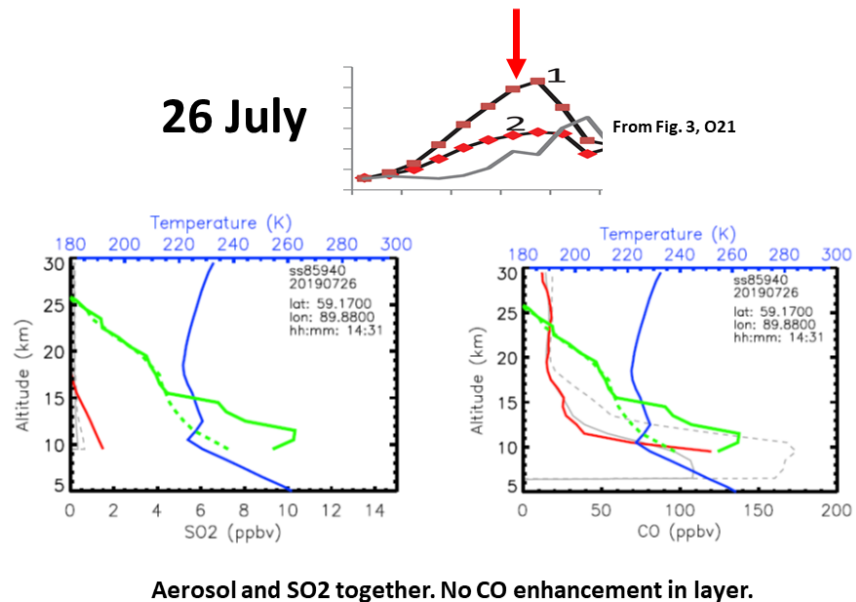 26 July
1
2
From Fig. 3, O21
Temperature (K)
180 200 220 240 260 280 300
30
25
20
15
10
5
Altitude (km)
ss85940
20190726
lat: 59.1700
lon: 89.8800
hh:mm: 14:31
0 2 4 6 8 10 12 14
SO2 (ppbv)
Temperature (K)
180 200 220 240 260 280 300
30
25
20
15
10
5
Altitude (km)
ss85940
20190726
lat: 59.1700
lon: 89.8800
hh:mm: 14:31
0 50 100 150 200
CO (ppbv)
Aerosol and SO2 together. No CO enhancement in layer.